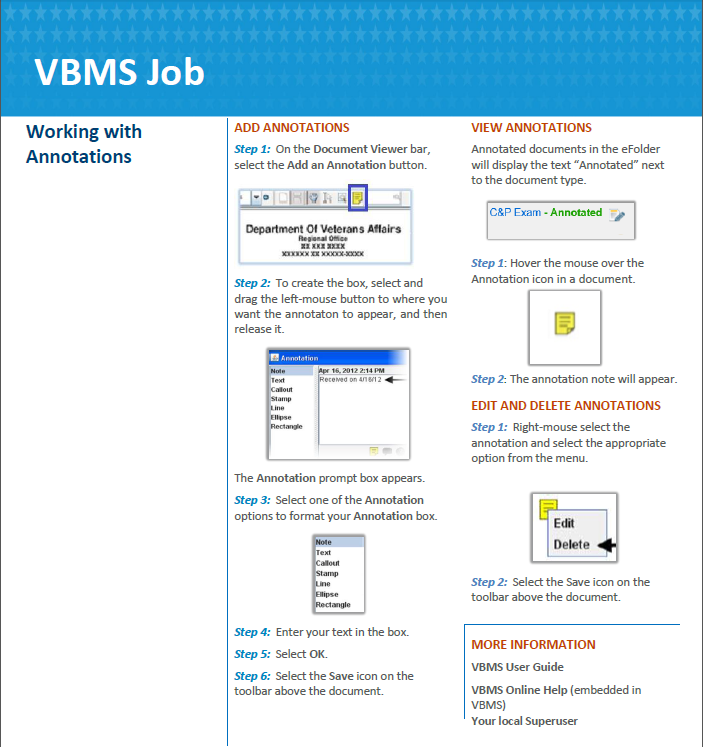 VBMS Job
Working with
Annotations
ADD ANNOTATIONS
Step 1: On the Document Viewer bar,
select the Add an Annotation button.
Department Of Veterans Affairs
Regional Office
XX XXX XXXX
XXXXXX XX XXXXX-XXXX
Step 2: To create the box, select and
drag the left-mouse button to where you
want the annotaton to appear, and then
release it.
Annotation
Note
Text
Callout
Stamp
Line
Ellipse
Rectangle
Apr 16, 2012 2:14 PM
Received on 4/16/12
The Annotation prompt box appears.
Step 3: Select one of the Annotation
options to format your Annotation box.
Note
Text
Callout
Stamp
Line
Ellipse
Rectangle
Step 4: Enter your text in the box.
Step 5: Select OK.
Step 6: Select the Save icon on the
toolbar above the document.
VIEW ANNOTATIONS
Annotated documents in the eFolder
will display the text “Annotated” next
to the document type.
C&P Exam - Annotated
Step 1: Hover the mouse over the
Annotation icon in a document.
Step 2: The annotation note will appear.
EDIT AND DELETE ANNOTATIONS
Step 1: Right-mouse select the
annotation and select the appropriate
option from the menu.
Edit
Delete
Step 2: Select the Save icon on the
toolbar above the document.
MORE INFORMATION
VBMS User Guide
VBMS Online Help (embedded in
VBMS)
Your local Superuser